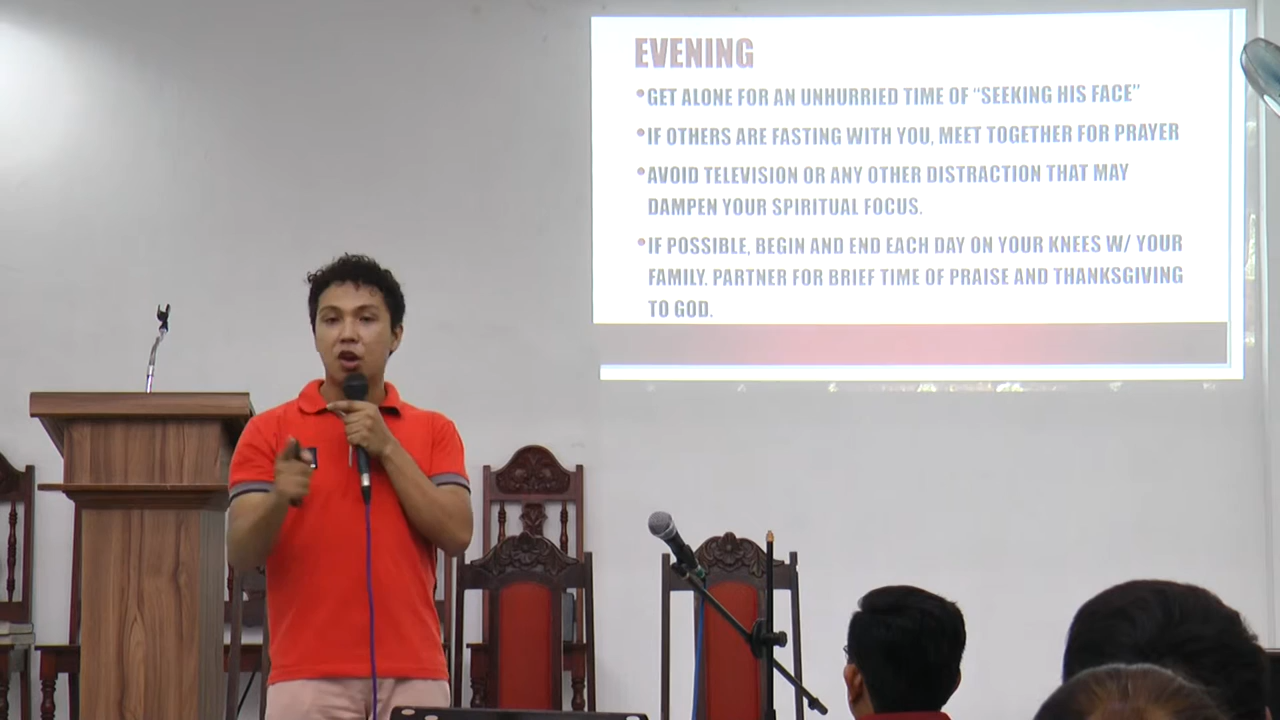 EVENING
•GET ALONE FOR AN UNHURRIED TIME OF “SEEKING HIS FACE”
•IF OTHERS ARE FASTING WITH YOU, MEET TOGETHER FOR PRAYER
•AVOID TELEVISION OR ANY OTHER DISTRACTION THAT MAY
DAMPEN YOUR SPIRITUAL FOCUS.
•IF POSSIBLE, BEGIN AND END EACH DAY ON YOUR KNEES W/ YOUR
FAMILY. PARTNER FOR BRIEF TIME OF PRAISE AND THANKSGIVING
TO GOD.